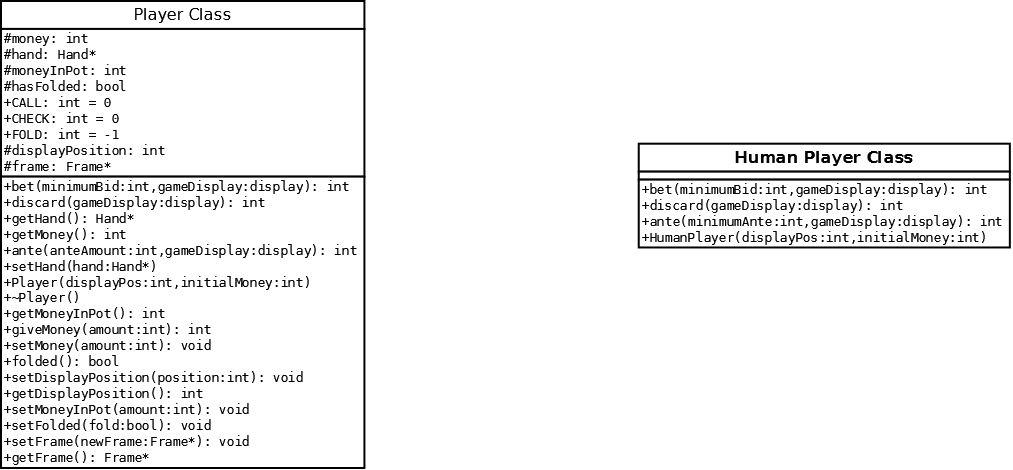 Player Class
#money: int
#hand: Hand*
#moneyInPot: int
#hasFolded: bool
+CALL: int = 0
+CHECK: int = 0
+FOLD: int = -1
#displayPosition: int
#frame: Frame*
+bet(minimumBid:int,gameDisplay:display): int
+discard(gameDisplay:display): int
+getHand(): Hand*
+getMoney(): int
+ante(anteAmount:int,gameDisplay:display): int
+setHand(hand:Hand*)
+Player(displayPos:int,initialMoney:int)
+~Player()
+getMoneyInPot(): int
+giveMoney(amount:int): int
+setMoney(amount:int): void
+folded(): bool
+setDisplayPosition(position:int): void
+getDisplayPosition(): int
+setMoneyInPot(amount:int): void
+setFolded(fold:bool): void
+setFrame(newFrame:Frame*): void
+getFrame(): Frame*
Human Player Class
+bet(minimumBid:int,gameDisplay:display): int
+discard(gameDisplay:display): int
+ante(minimumAnte:int,gameDisplay:display): int
+HumanPlayer(displayPos:int,initialMoney:int)